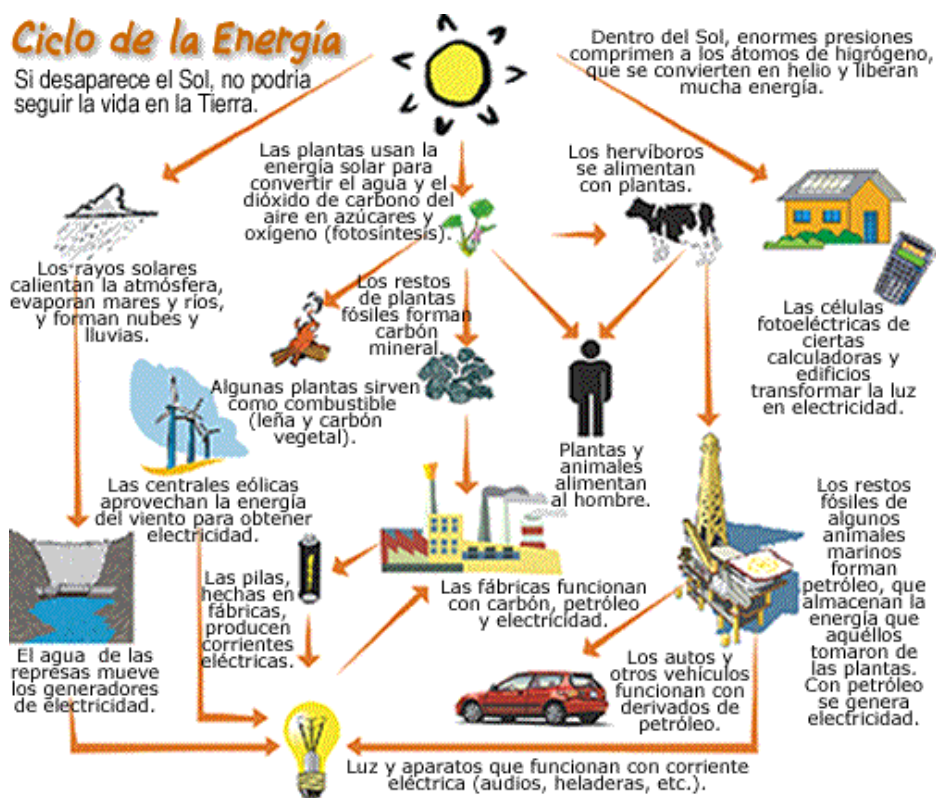 Ciclo de la Energía
Si desaparece el Sol, no podría
seguir la vida en la Tierra.
Dentro del Sol, enormes presiones
comprimen a los átomos de higrógeno,
que se convierten en helio y liberan
mucha energía.
Las plantas usan la
energía solar para
convertir el agua y el
dióxido de carbono del
aire en azúcares y
oxígeno (fotosíntesis).
Los hervíboros
se alimentan
con plantas.
Los rayos solares
calientan la atmósfera,
evaporan mares y ríos,
y forman nubes y
lluvias.
Los restos
de plantas
fósiles forman
carbón
mineral.
Las células
fotoeléctricas de
ciertas
calculadoras y
edificios
transformar la luz
en electricidad.
Algunas plantas sirven
como combustible
(leña y carbón
vegetal).
Plantas y
animales
alimentan
al hombre.
Las centrales eólicas
aprovechan la energía
del viento para obtener
electricidad.
Los restos
fósiles de
algunos
animales
marinos
forman
petróleo, que
almacenan la
energía que
aquéllos
tomaron de
las plantas.
Con petróleo
se genera
electricidad.
Las pilas,
hechas en
fábricas,
producen
corrientes
eléctricas.
Las fábricas funcionan
con carbón, petróleo
y electricidad.
El agua de las
represas mueve
los generadores
de electricidad.
Los autos y
otros vehículos
funcionan con
derivados de
petróleo.
Luz y aparatos que funcionan con corriente
eléctrica (audios, heladeras, etc.).